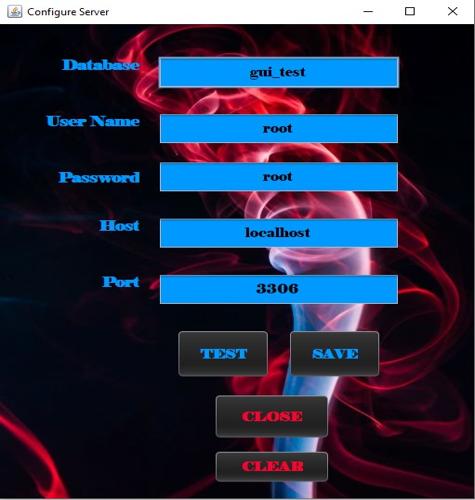 Configure Server
Database
gui_test
User Name
root
Password
root
Host
localhost
Port
3306
TEST
SAVE
CLOSE
CLEAR